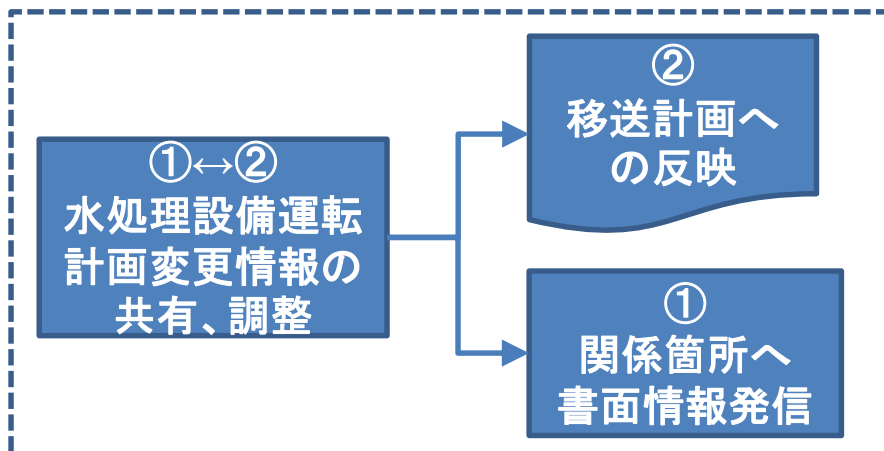 ①↔②
水処理設備運転
計画変更情報の
共有、調整
②
移送計画へ
の反映
①
関係箇所へ
書面情報発信